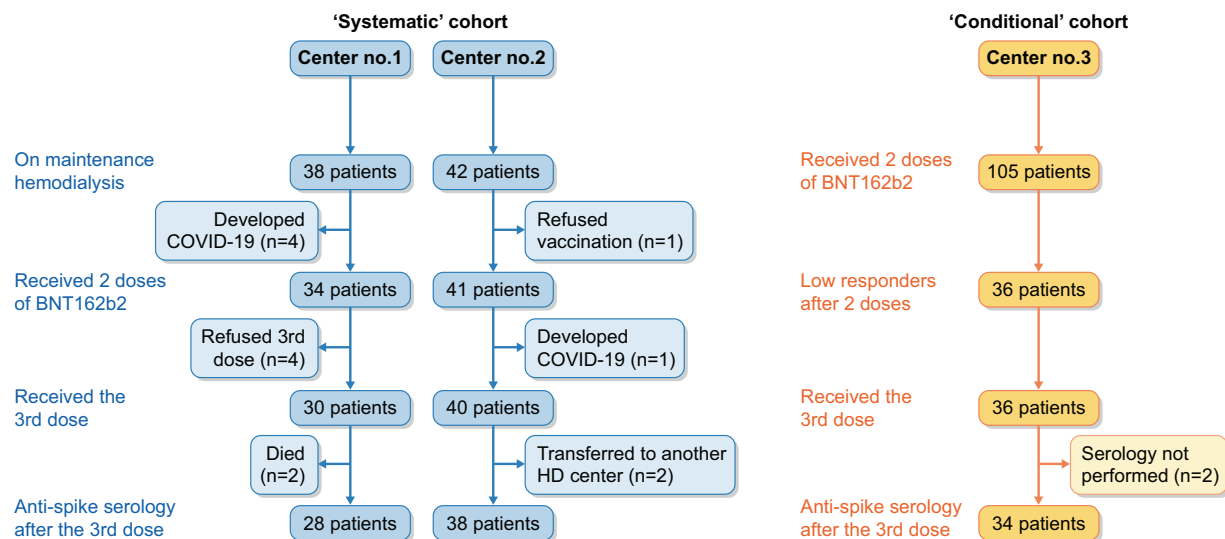 ‘Systematic’ cohort
‘Conditional’ cohort
Center no.1
Center no.2
Center no.3
On maintenance
hemodialysis
38 patients
42 patients
Received 2 doses
of BNT162b2
105 patients
Developed
COVID-19 (n=4)
Refused
vaccination (n=1)
Received 2 doses
of BNT162b2
34 patients
41 patients
Low responders
after 2 doses
36 patients
Refused 3rd
dose (n=4)
Developed
COVID-19 (n=1)
Received the
3rd dose
30 patients
40 patients
Received the
3rd dose
36 patients
Died
(n=2)
Transferred to another
HD center (n=2)
Serology not
performed (n=2)
Anti-spike serology
after the 3rd dose
28 patients
38 patients
Anti-spike serology
after the 3rd dose
34 patients